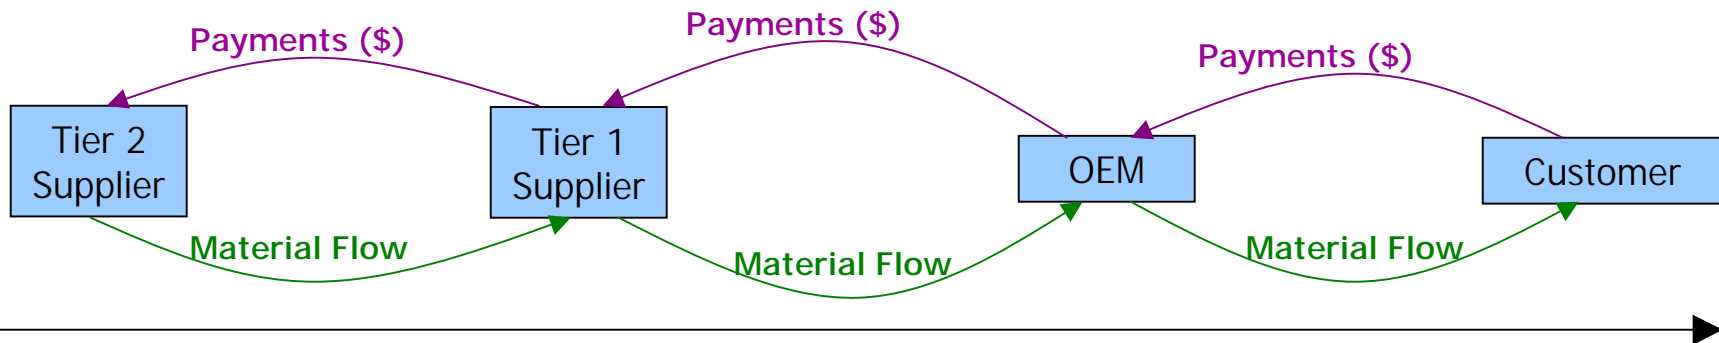 Payments ($)
Payments ($)
Payments ($)
Tier 2
Supplier
Tier 1
Supplier
OEM
Customer
Material Flow
Material Flow
Material Flow